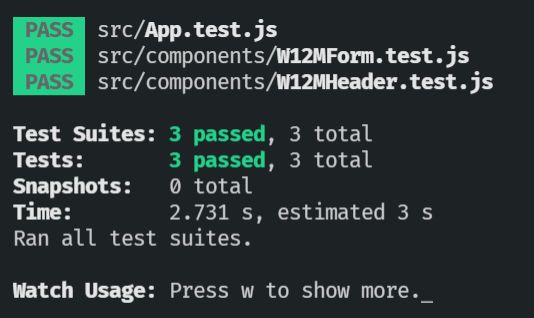 PASS src/App.test.js
PASS src/components/W12MForm.test.js
PASS src/components/W12MHeader.test.js
Test Suites: 3 passed, 3 total
Tests: 3 passed, 3 total
Snapshots: 0 total
Time: 2.731 s, estimated 3 s
Ran all test suites.
Watch Usage: Press w to show more._